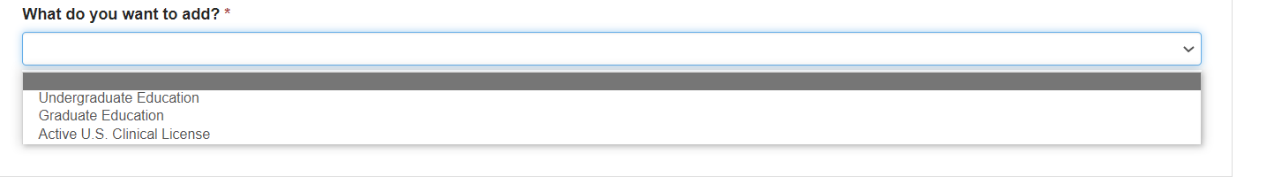 What do you want to add? *
Undergraduate Education
Graduate Education
Active U.S. Clinical License